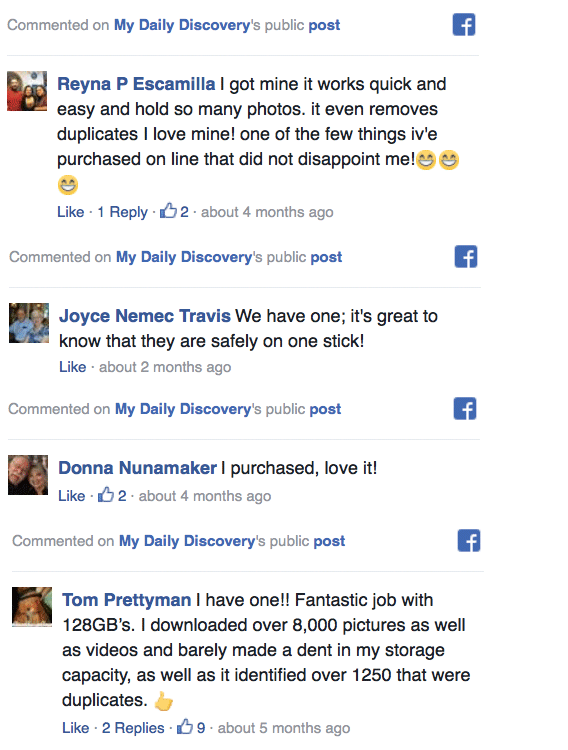 Commented on My Daily Discovery's public post
Reyna P Escamilla I got mine it works quick and
easy and hold so many photos. it even removes
duplicates I love mine! one of the few things iv'e
purchased on line that did not disappoint me!😁😁
😁
Like · 1 Reply · 2 · about 4 months ago
Commented on My Daily Discovery's public post
Joyce Nemec Travis We have one; it's great to
know that they are safely on one stick!
Like · about 2 months ago
Commented on My Daily Discovery's public post
Donna Nunamaker I purchased, love it!
Like · 2 · about 4 months ago
Commented on My Daily Discovery's public post
Tom Prettyman I have one!! Fantastic job with
128GB's. I downloaded over 8,000 pictures as well
as videos and barely made a dent in my storage
capacity, as well as it identified over 1250 that were
duplicates. 👍
Like · 2 Replies · 9 · about 5 months ago